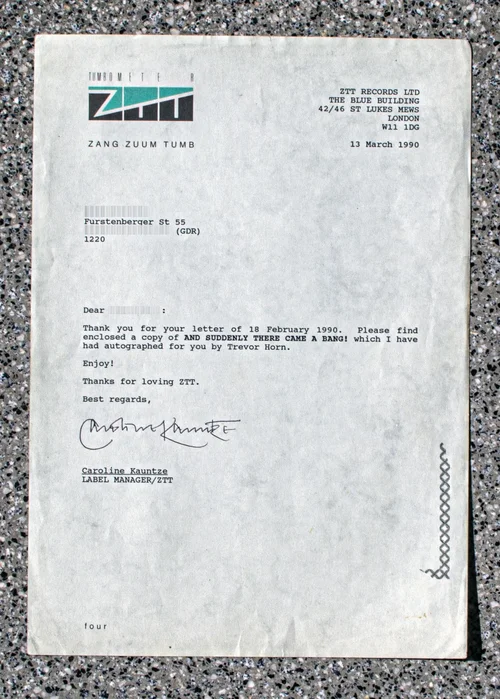 ZTT
ZANG ZUUM TUMB
ZTT RECORDS LTD
THE BLUE BUILDING
42/46 ST LUKES MEWS
LONDON
W11 1DG
13 March 1990
Furstenberger St 55
(GDR)
1220
Dear :
Thank you for your letter of 18 February 1990. Please find
enclosed a copy of AND SUDDENLY THERE CAME A BANG! which I have
had autographed for you by Trevor Horn.
Enjoy!
Thanks for loving ZTT.
Best regards,
Caroline Kauntze
Caroline Kauntze
LABEL MANAGER/ZTT
four